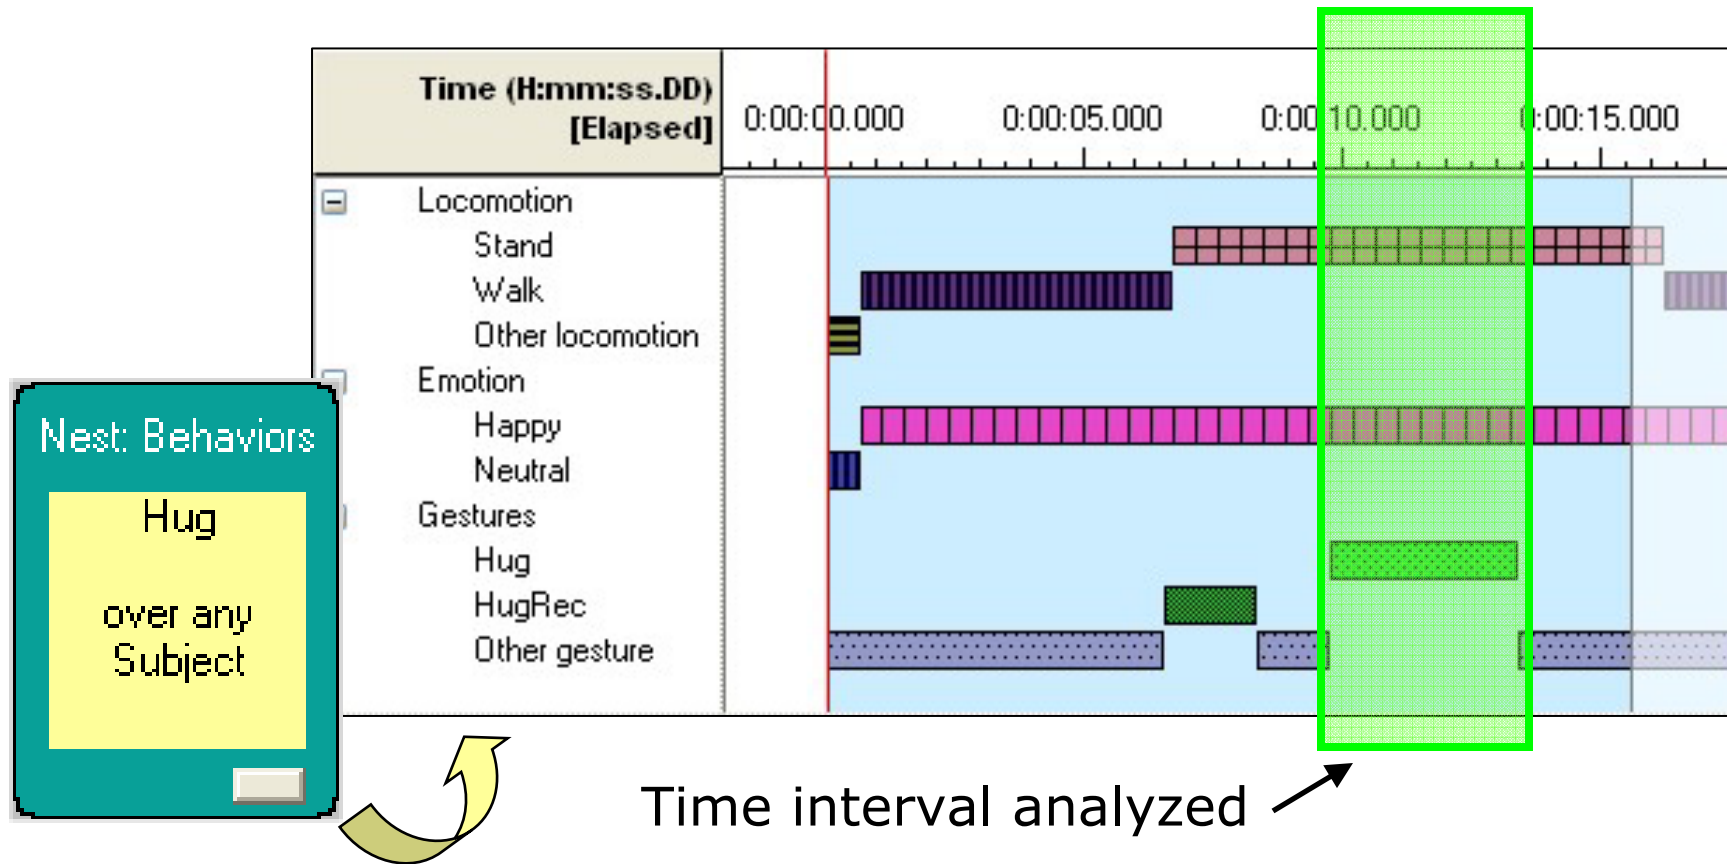 Time (H:mm:ss.DD)
[Elapsed]
0:00:00.000 0:00:05.000 0:00:10.000 0:00:15.000
Locomotion
Stand
Walk
Other locomotion
Emotion
Happy
Neutral
Gestures
Hug
HugRec
Other gesture
Nest: Behaviors
Hug
over any
Subject
Time interval analyzed